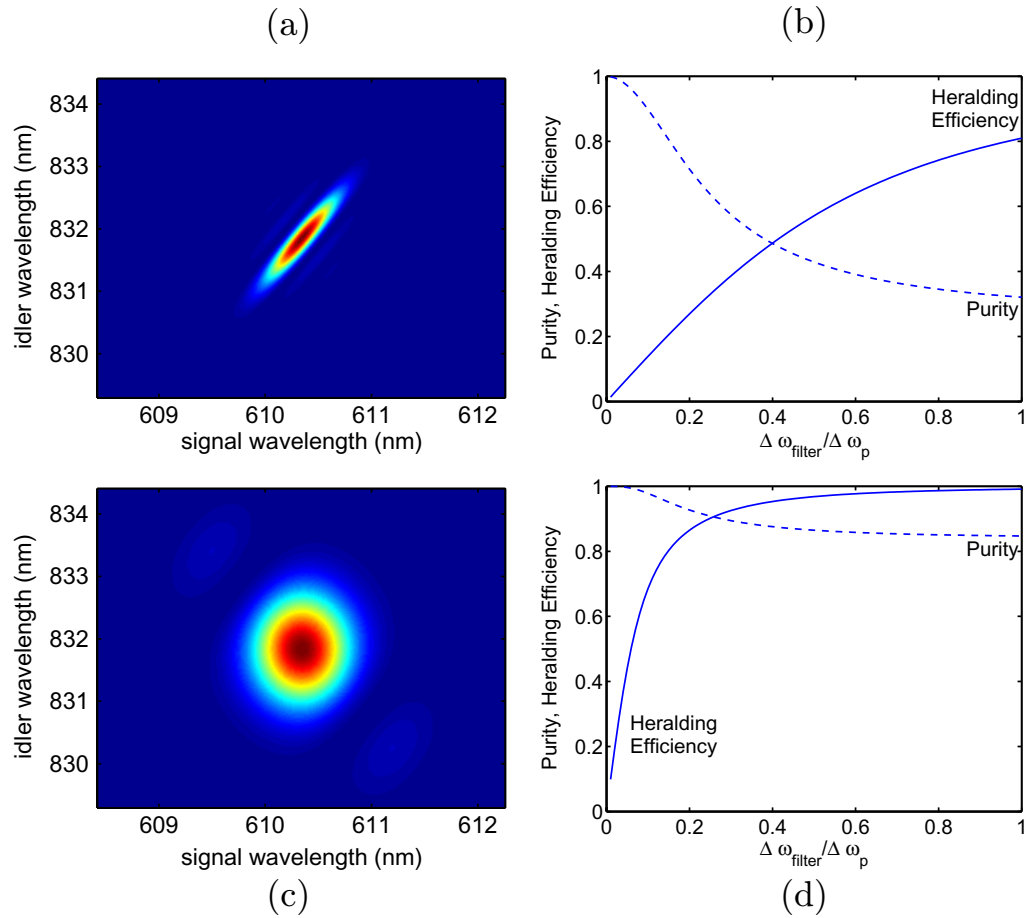 (a)
(b)
idler wavelength (nm)
834
833
832
831
830
609
610
611
612
signal wavelength (nm)
Purity, Heralding Efficiency
1
0.8
0.6
0.4
0.2
0
0
0.2
0.4
0.6
0.8
1
Heralding
Efficiency
Purity
Δ ω_filter/Δ ω_p
idler wavelength (nm)
834
833
832
831
830
609
610
611
612
signal wavelength (nm)
Purity, Heralding Efficiency
1
0.8
0.6
0.4
0.2
0
0
0.2
0.4
0.6
0.8
1
Purity
Heralding
Efficiency
Δ ω_filter/Δ ω_p
(c)
(d)